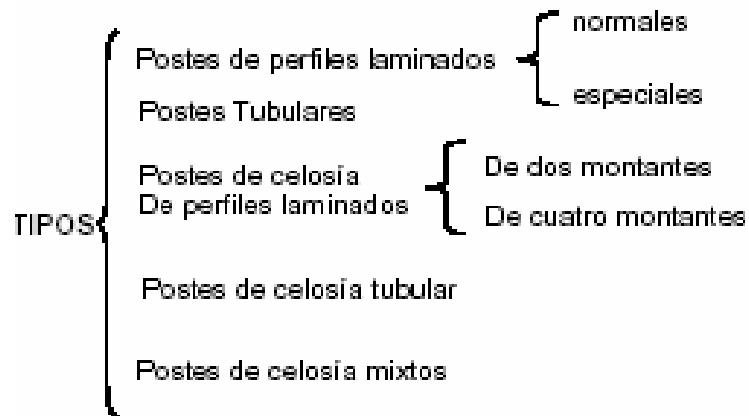 TIPOS
Postes de perfiles laminados
normales
especiales
Postes Tubulares
Postes de celosía
De perfiles laminados
De dos montantes
De cuatro montantes
Postes de celosía tubular
Postes de celosía mixtos